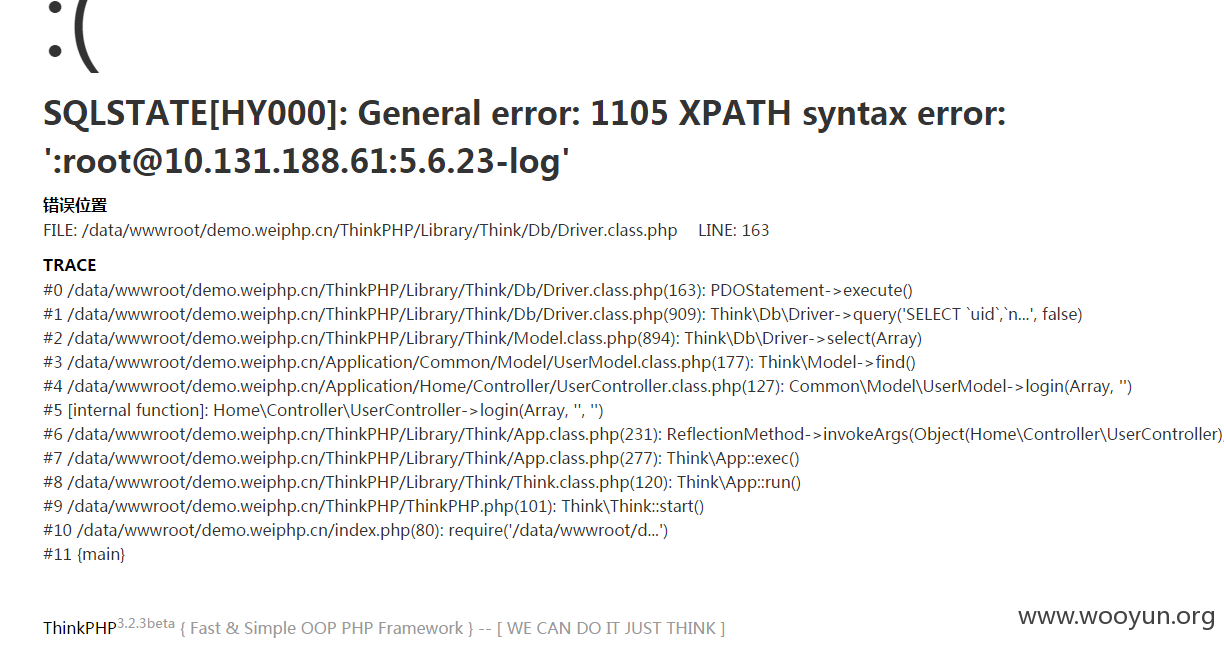 :(
SQLSTATE[HY000]: General error: 1105 XPATH syntax error:
':root@10.131.188.61:5.6.23-log'
错误位置
FILE: /data/wwwroot/demo.weiphp.cn/ThinkPHP/Library/Think/Db/Driver.class.php LINE: 163
TRACE
#0 /data/wwwroot/demo.weiphp.cn/ThinkPHP/Library/Think/Db/Driver.class.php(163): PDOStatement->execute()
#1 /data/wwwroot/demo.weiphp.cn/ThinkPHP/Library/Think/Db/Driver.class.php(909): Think\Db\Driver->query('SELECT `uid`,`n...', false)
#2 /data/wwwroot/demo.weiphp.cn/ThinkPHP/Library/Think/Model.class.php(894): Think\Db\Driver->select(Array)
#3 /data/wwwroot/demo.weiphp.cn/Application/Common/Model/UserModel.class.php(177): Think\Model->find()
#4 /data/wwwroot/demo.weiphp.cn/Application/Home/Controller/UserController.class.php(127): Common\Model\UserModel->login(Array, '')
#5 [internal function]: Home\Controller\UserController->login(Array, '', '')
#6 /data/wwwroot/demo.weiphp.cn/ThinkPHP/Library/Think/App.class.php(231): ReflectionMethod->invokeArgs(Object(Home\Controller\UserController),
#7 /data/wwwroot/demo.weiphp.cn/ThinkPHP/Library/Think/App.class.php(277): Think\App::exec()
#8 /data/wwwroot/demo.weiphp.cn/ThinkPHP/Library/Think/Think.class.php(120): Think\App::run()
#9 /data/wwwroot/demo.weiphp.cn/ThinkPHP/ThinkPHP.php(101): Think\Think::start()
#10 /data/wwwroot/demo.weiphp.cn/index.php(80): require('/data/wwwroot/d...')
#11 {main}
ThinkPHP3.2.3beta { Fast & Simple OOP PHP Framework } -- [ WE CAN DO IT JUST THINK ]
www.wooyun.org